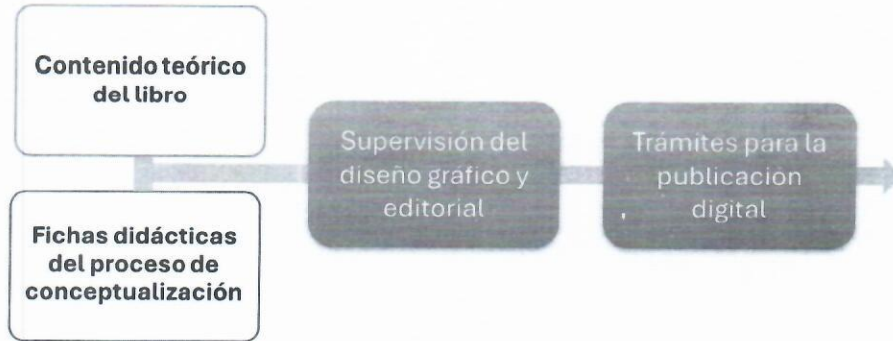 Contenido teórico
del libro
Fichas didácticas
del proceso de
conceptualización
Supervisión del
diseño gráfico y
editorial
Trámites para la
publicacion
digital